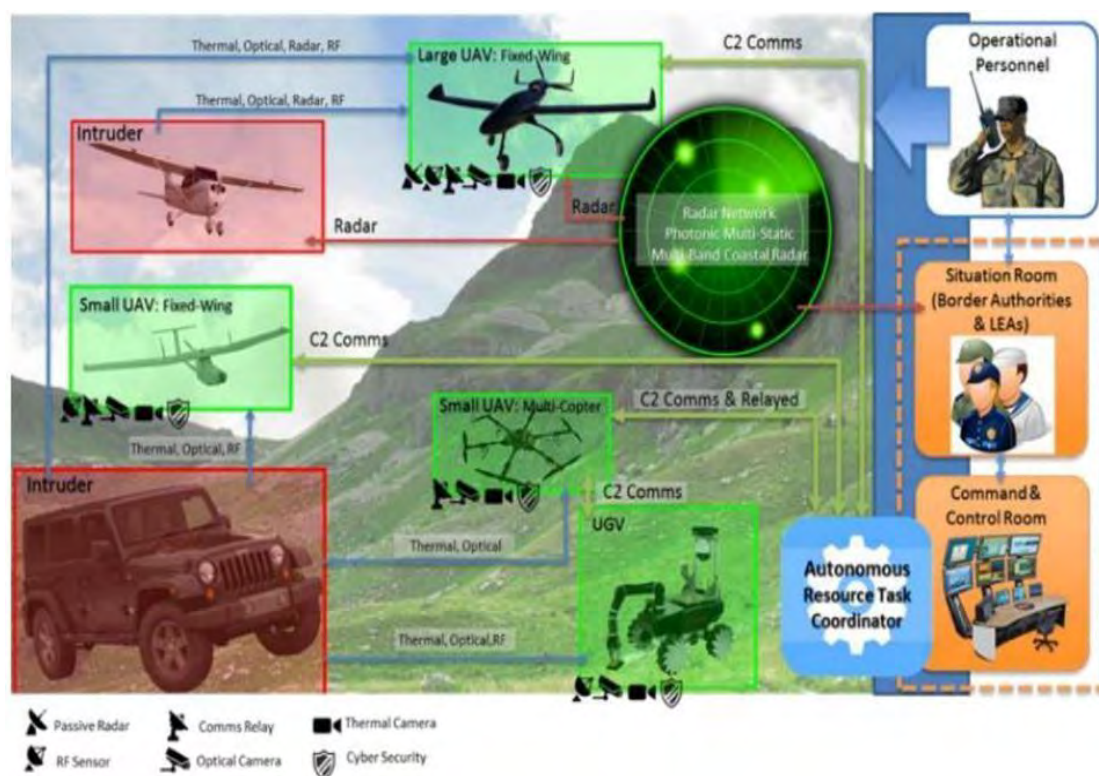 Thermal, Optical, Radar, RF
C2 Comms
Operational
Personnel
Large UAV: Fixed-Wing
Thermal, Optical, Radar, RF
Intruder
Radar
Radar Network
Photonic Multi-Static
Multi-Band Coastal Radar
Radar
Situation Room
(Border Authorities
& LEAs)
Small UAV: Fixed-Wing
C2 Comms
C2 Comms & Relayed
Small UAV: Multi-Copter
Thermal, Optical, RF
Intruder
C2 Comms
Command &
Control Room
UGV
Thermal, Optical
Autonomous
Resource Task
Coordinator
Thermal, Optical,RF
Passive Radar
Comms Relay
Thermal Camera
RF Sensor
Optical Camera
Cyber Security